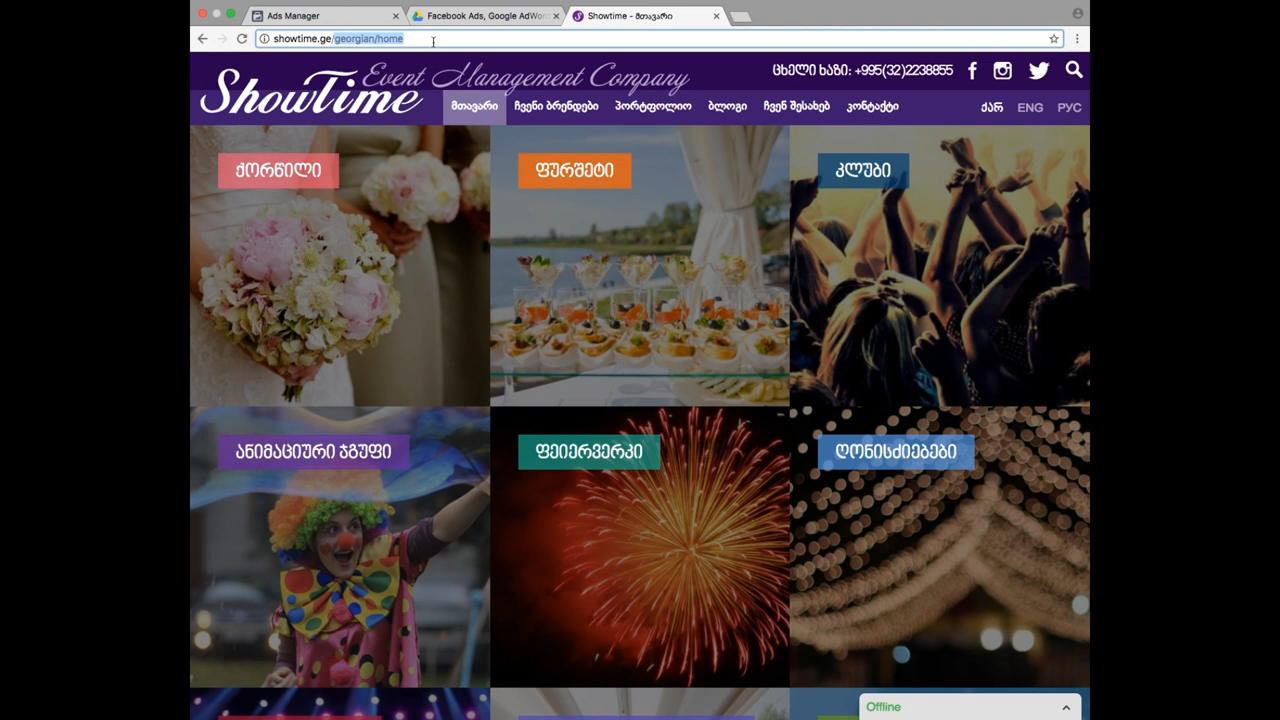 Ads Manager
Facebook Ads, Google AdWor
Showtime - მთავარი
showtime.ge/georgian/home
Event Management Company
ShowTime
ცხელი ხაზი: +995(32)2238855
მთავარი ჩვენი ბრენდები პორტფოლიო ბლოგი ჩვენ შესახებ კონტაქტი
ქარ ENG РУС
ქორწილი
ფურშეტი
კლუბი
ანიმაციური ჯგუფი
ფეიერვერკი
ღონისძიებები
Offline